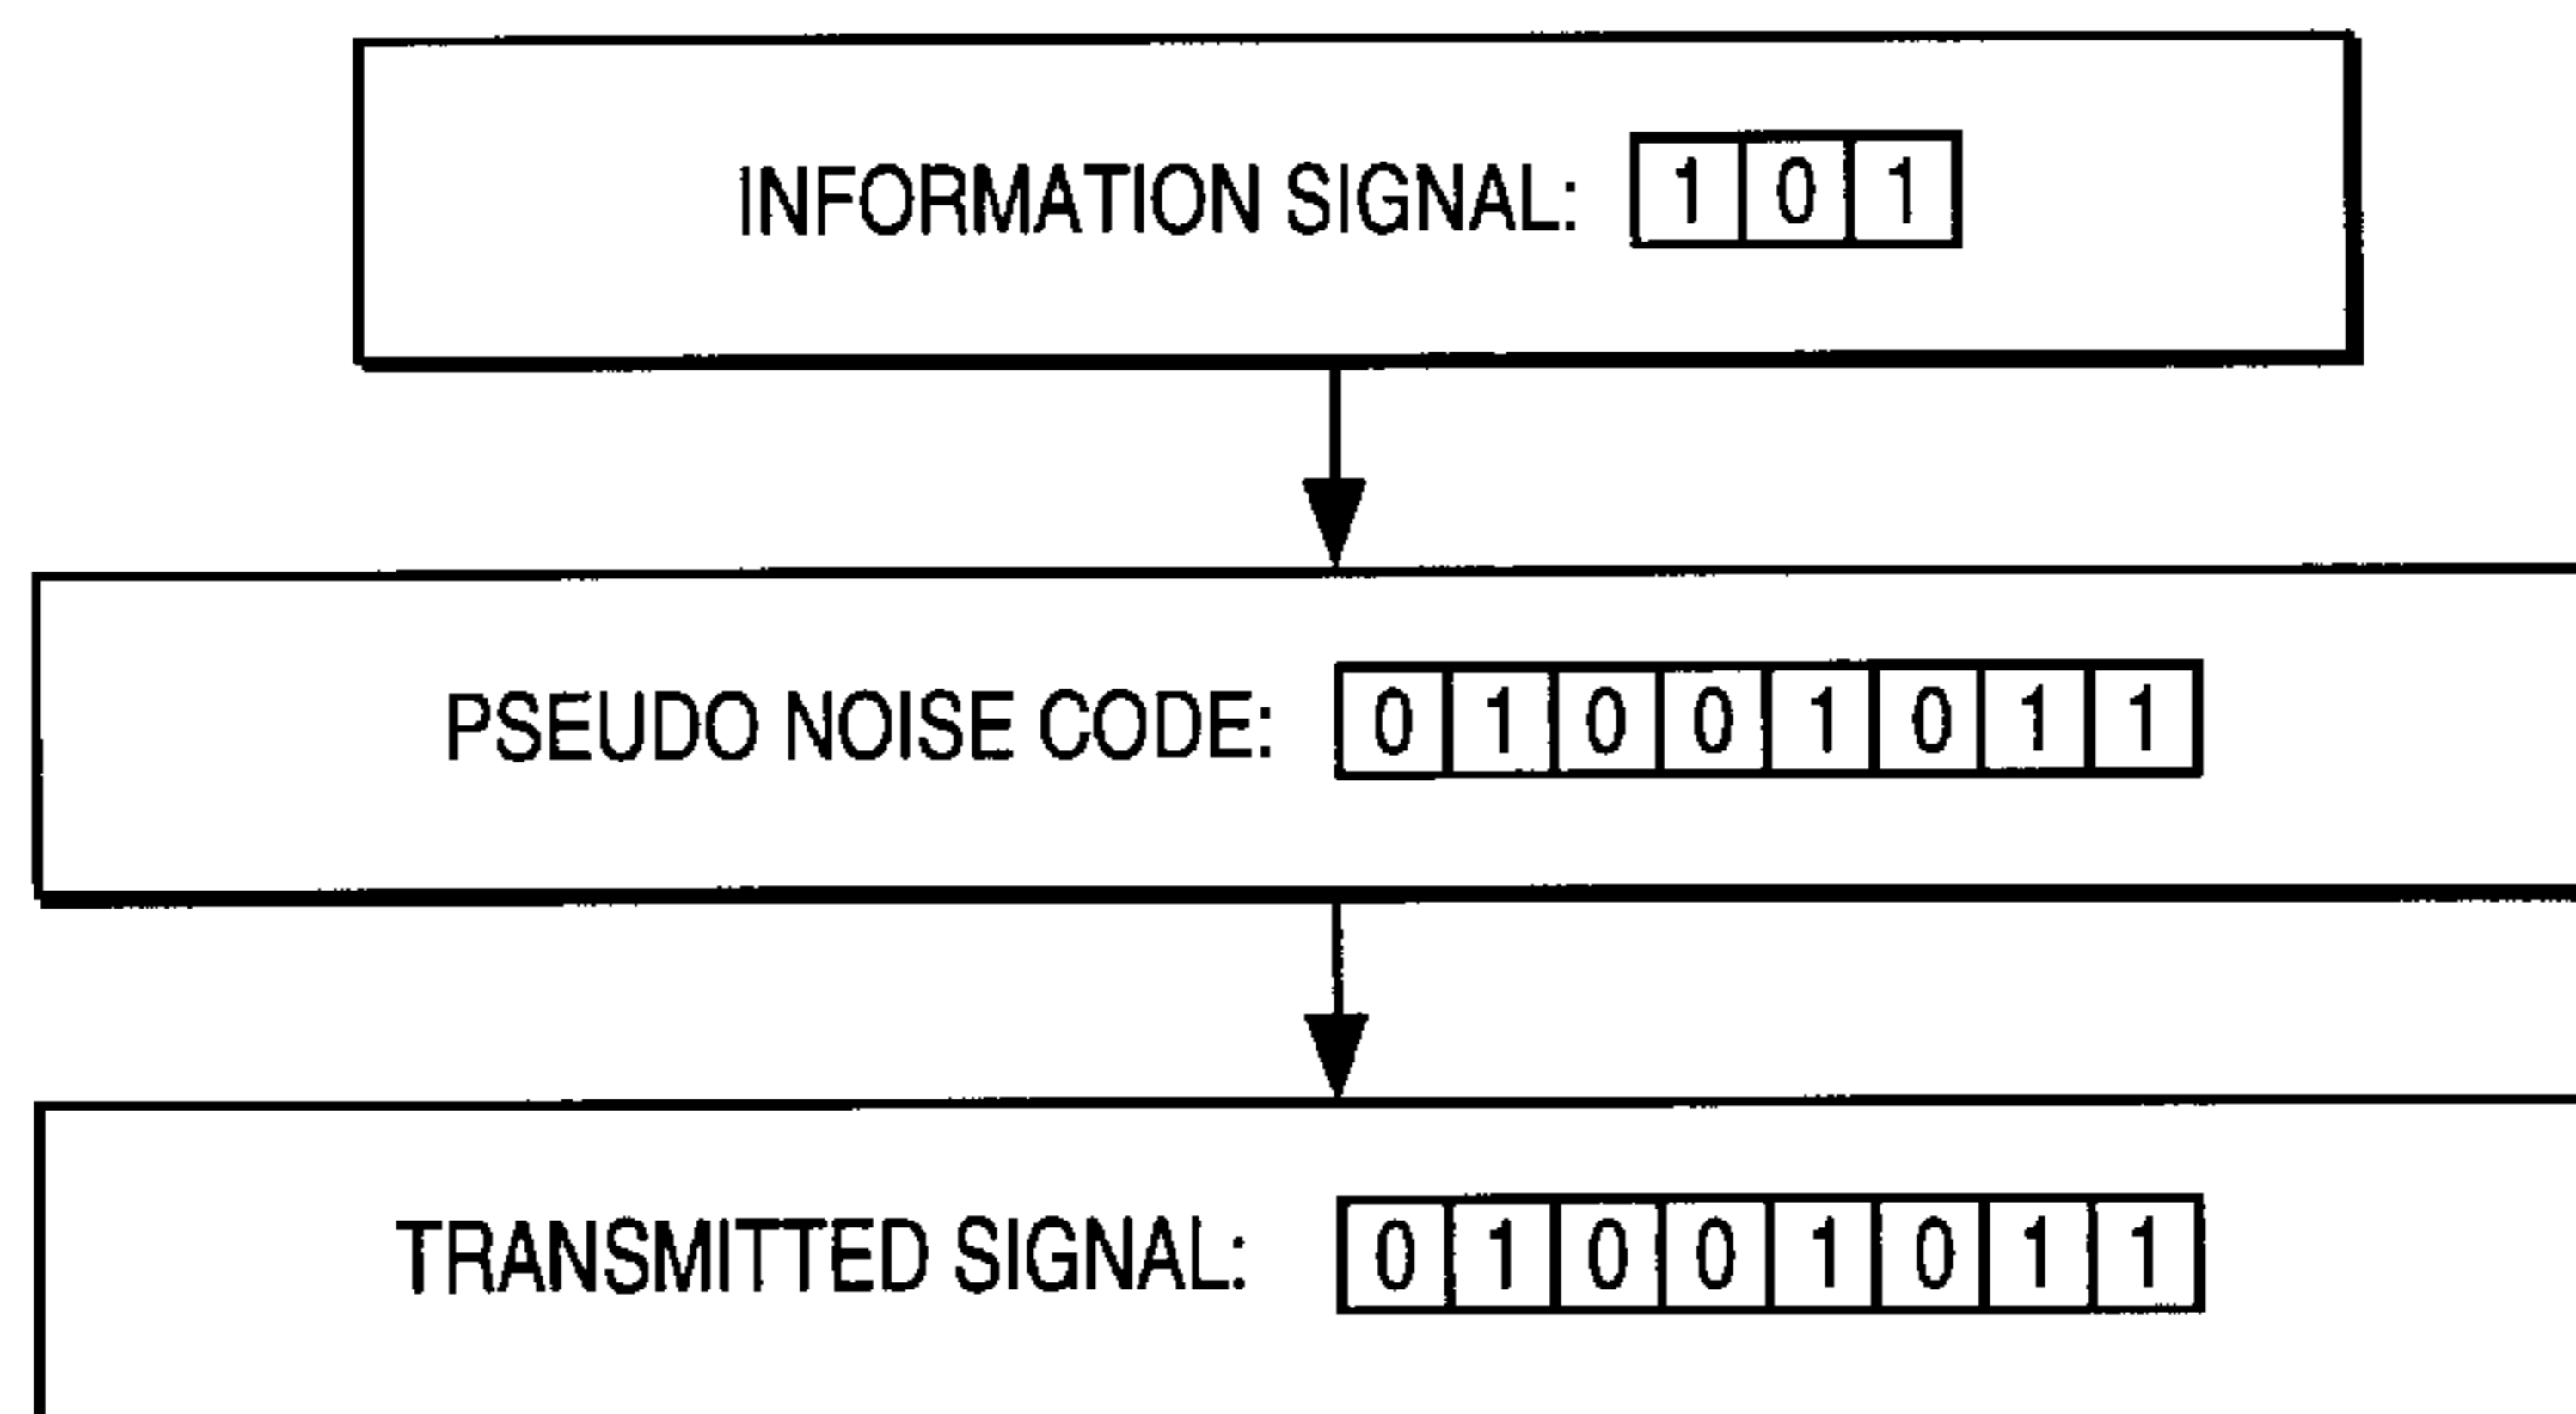 INFORMATION SIGNAL: 1 0 1
PSEUDO NOISE CODE: 0 1 0 0 1 0 1 1
TRANSMITTED SIGNAL: 0 1 0 0 1 0 1 1